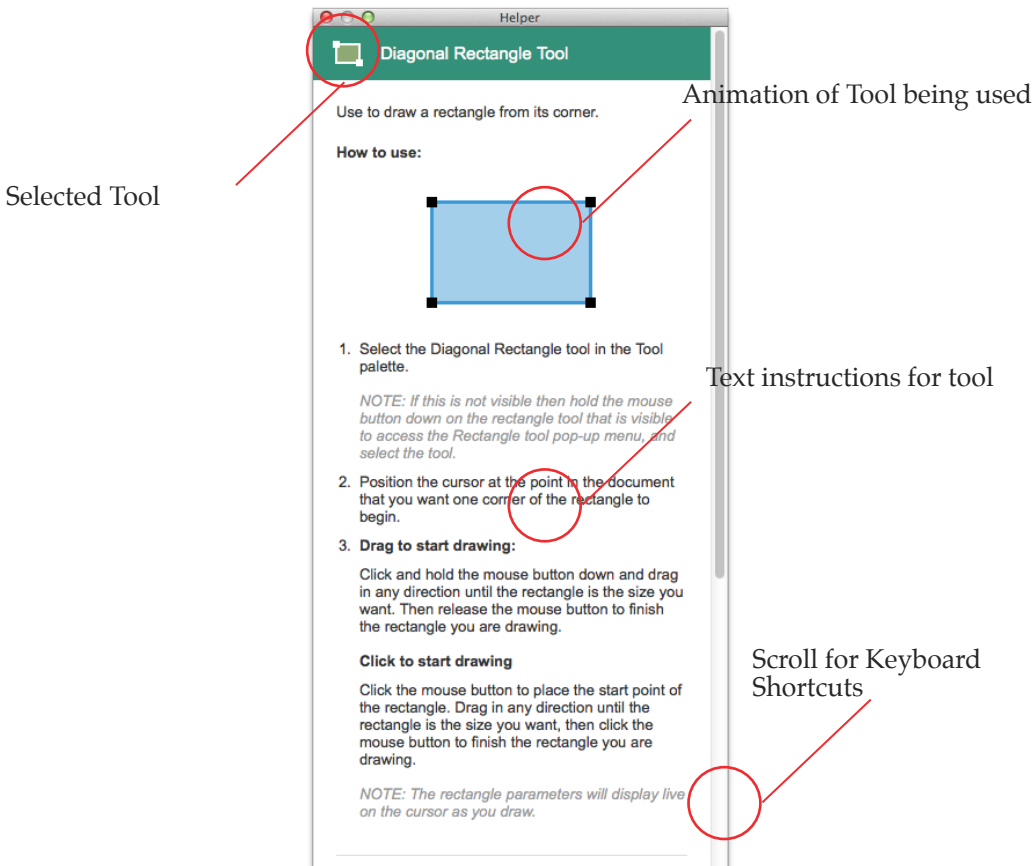 Helper
Diagonal Rectangle Tool
Animation of Tool being used
Use to draw a rectangle from its corner.
How to use:
Selected Tool
1. Select the Diagonal Rectangle tool in the Tool
palette.
Text instructions for tool
NOTE: If this is not visible then hold the mouse
button down on the rectangle tool that is visible
to access the Rectangle tool pop-up menu, and
select the tool.
2. Position the cursor at the point in the document
that you want one corner of the rectangle to
begin.
3. Drag to start drawing:
Click and hold the mouse button down and drag
in any direction until the rectangle is the size you
want. Then release the mouse button to finish
the rectangle you are drawing.
Click to start drawing
Scroll for Keyboard
Shortcuts
Click the mouse button to place the start point of
the rectangle. Drag in any direction until the
rectangle is the size you want, then click the
mouse button to finish the rectangle you are
drawing.
NOTE: The rectangle parameters will display live
on the cursor as you draw.